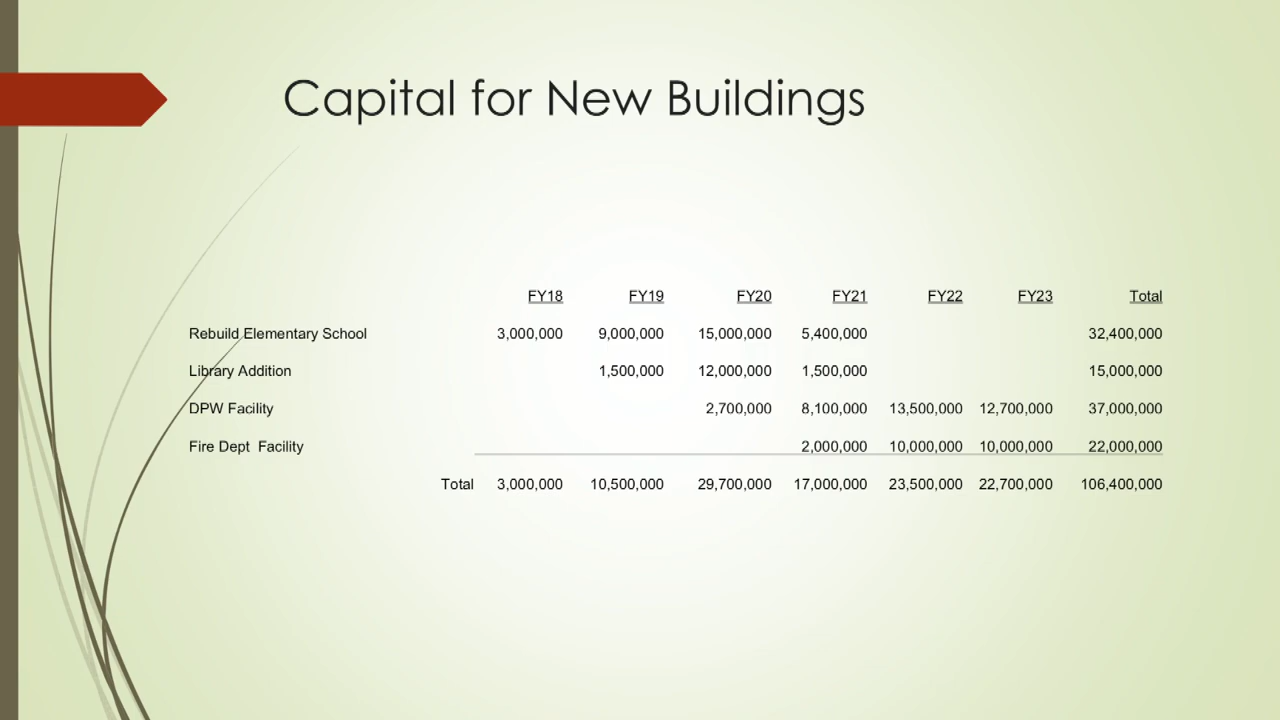 Capital for New Buildings
FY18 FY19 FY20 FY21 FY22 FY23 Total
Rebuild Elementary School 3,000,000 9,000,000 15,000,000 5,400,000 32,400,000
Library Addition 1,500,000 12,000,000 1,500,000 15,000,000
DPW Facility 2,700,000 8,100,000 13,500,000 12,700,000 37,000,000
Fire Dept  Facility 2,000,000 10,000,000 10,000,000 22,000,000
Total 3,000,000 10,500,000 29,700,000 17,000,000 23,500,000 22,700,000 106,400,000